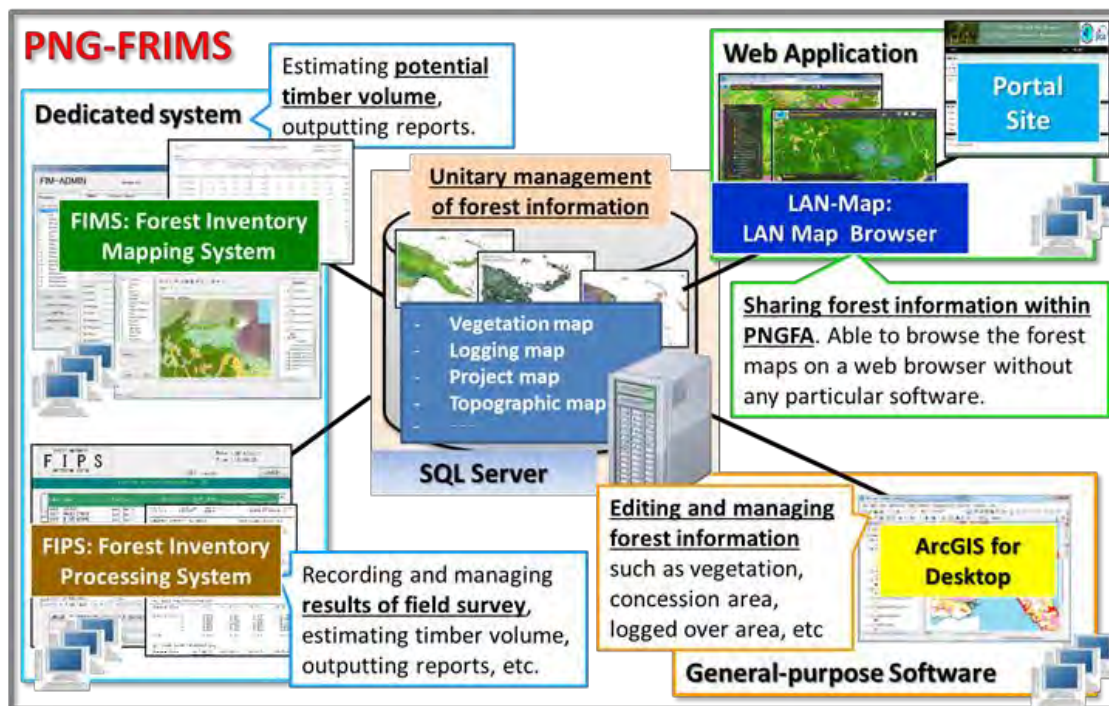 PNG-FRIMS
Dedicated system
Estimating potential
timber volume,
outputting reports.
FIM-ADMIN
FIMS: Forest Inventory
Mapping System
FIPS
FIPS: Forest Inventory
Processing System
Recording and managing
results of field survey,
estimating timber volume,
outputting reports, etc.
Unitary management
of forest information
- Vegetation map
- Logging map
- Project map
- Topographic map
SQL Server
Web Application
Portal
Site
LAN-Map:
LAN Map Browser
Sharing forest information within
PNGFA. Able to browse the forest
maps on a web browser without
any particular software.
Editing and managing
forest information
such as vegetation,
concession area,
logged over area, etc
ArcGIS for
Desktop
General-purpose Software